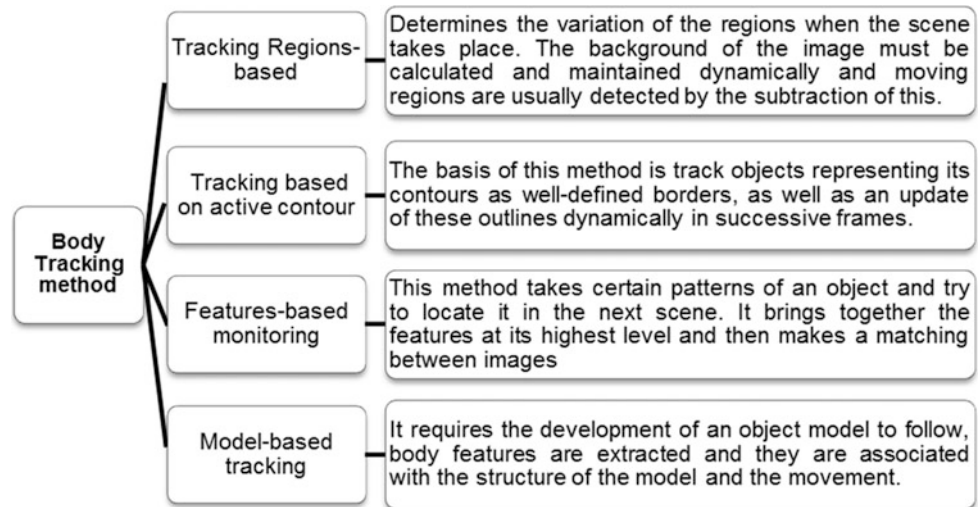 Body
Tracking
method
Tracking Regions-
based
Determines the variation of the regions when the scene
takes place. The background of the image must be
calculated and maintained dynamically and moving
regions are usually detected by the subtraction of this.
Tracking based
on active contour
The basis of this method is track objects representing its
contours as well-defined borders, as well as an update
of these outlines dynamically in successive frames.
Features-based
monitoring
This method takes certain patterns of an object and try
to locate it in the next scene. It brings together the
features at its highest level and then makes a matching
between images
Model-based
tracking
It requires the development of an object model to follow,
body features are extracted and they are associated
with the structure of the model and the movement.